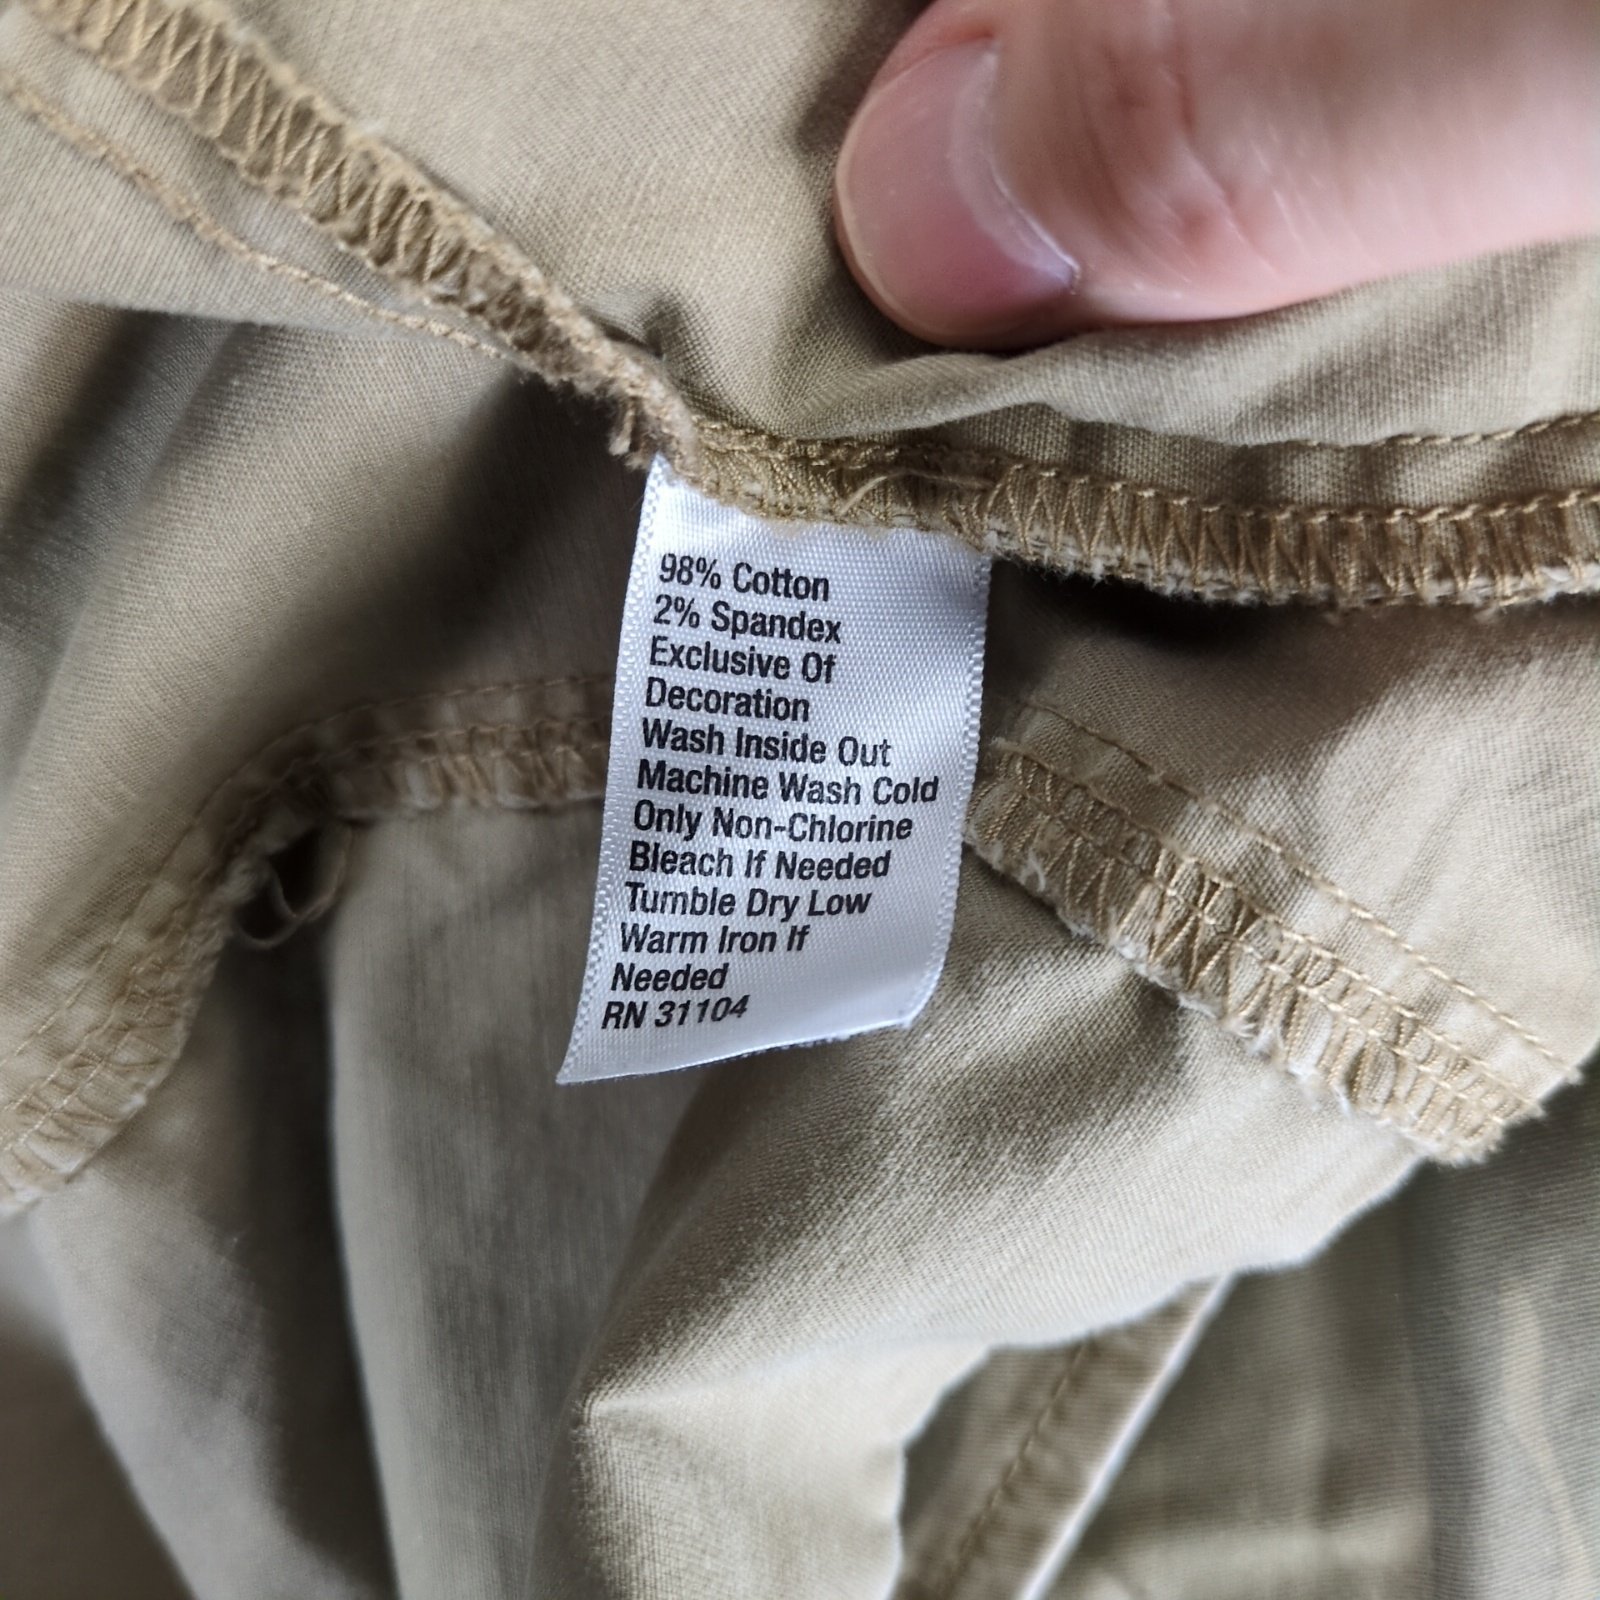 98% Cotton
2% Spandex
Exclusive Of
Decoration
Wash Inside Out
Machine Wash Cold
Only Non-Chlorine
Bleach If Needed
Tumble Dry Low
Warm Iron If
Needed
RN 31104